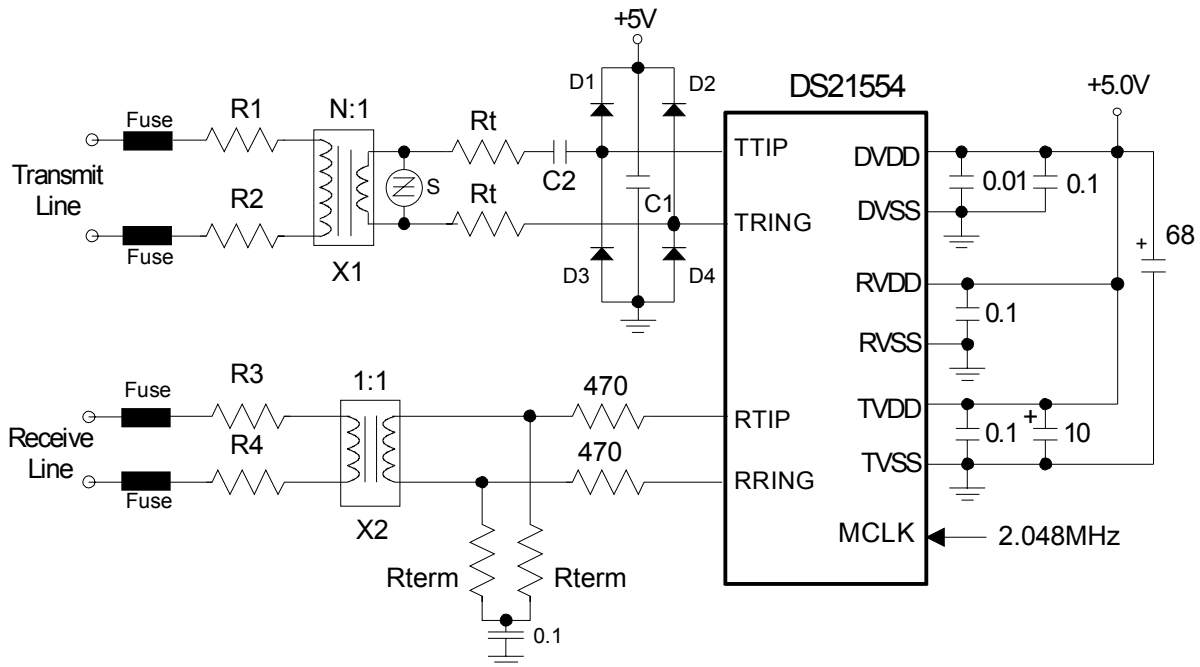 +5V
D1
D2
DS21554
+5.0V
Fuse
R1
N:1
Rt
TTIP
DVDD
Transmit
Line
C2
0.01
0.1
S
R2
Rt
C1
TRING
DVSS
68
+
Fuse
X1
D3
D4
RVDD
0.1
RVSS
R3
1:1
470
Fuse
TVDD
RTIP
+
Receive
Line
R4
470
0.1
10
TVSS
RRING
Fuse
X2
MCLK
2.048MHz
Rterm
Rterm
0.1